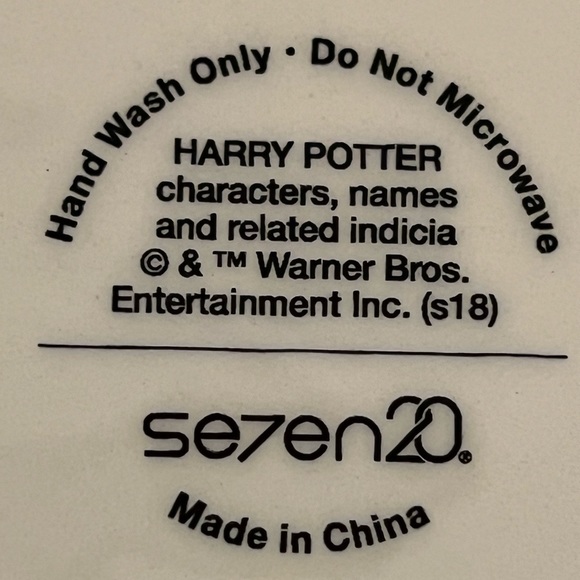 Hand Wash Only · Do Not Microwave
HARRY POTTER
characters, names
and related indicia
© & ™ Warner Bros.
Entertainment Inc. (s18)
se7en20®
Made in China